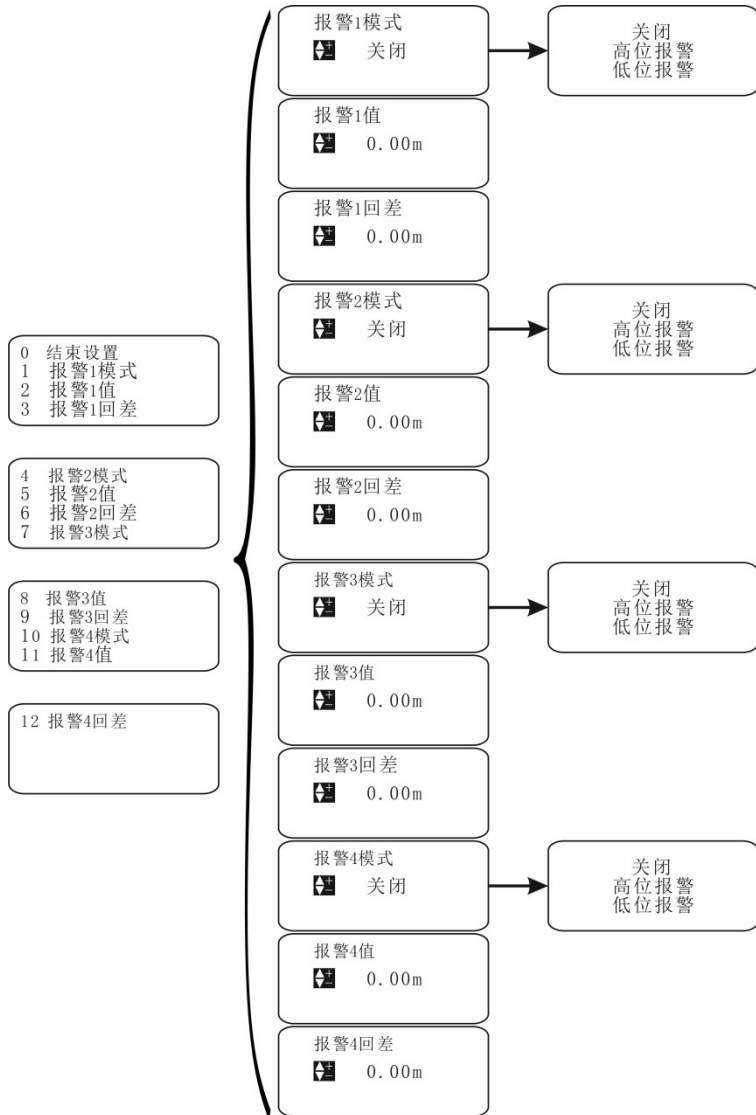 0 结束设置
1 报警1模式
2 报警1值
3 报警1回差
4 报警2模式
5 报警2值
6 报警2回差
7 报警3模式
8 报警3值
9 报警3回差
10 报警4模式
11 报警4值
12 报警4回差
报警1模式
关闭
关闭
高位报警
低位报警
报警1值
0.00m
报警1回差
0.00m
报警2模式
关闭
关闭
高位报警
低位报警
报警2值
0.00m
报警2回差
0.00m
报警3模式
关闭
关闭
高位报警
低位报警
报警3值
0.00m
报警3回差
0.00m
报警4模式
关闭
关闭
高位报警
低位报警
报警4值
0.00m
报警4回差
0.00m